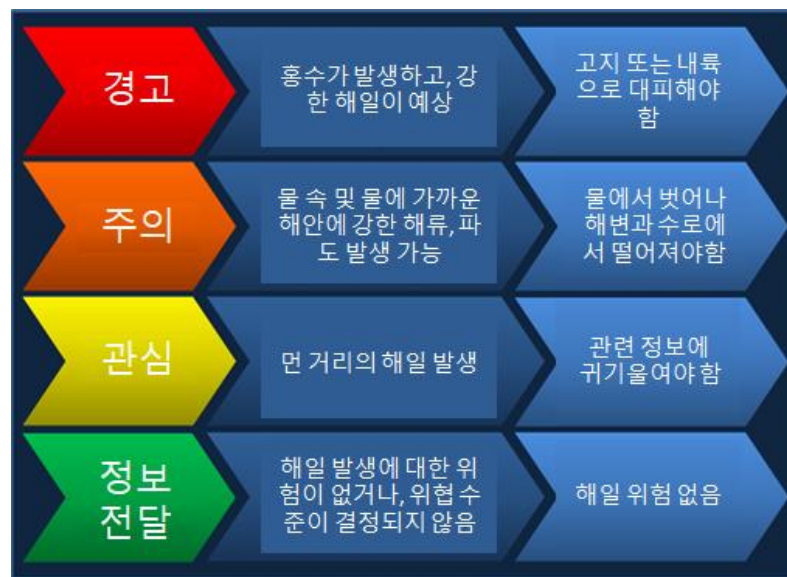 경고
홍수가 발생하고, 강
한 해일이 예상
고지 또는 내륙
으로 대피해야
함
주의
물 속 및 물에 가까운
해안에 강한 해류, 파
도 발생 가능
물에서 벗어나
해변과 수로에
서 떨어져야함
관심
먼 거리의 해일 발생
관련 정보에
귀기울여야 함
정보
전달
해일 발생에 대한 위
험이 없거나, 위협 수
준이 결정되지 않음
해일 위험 없음